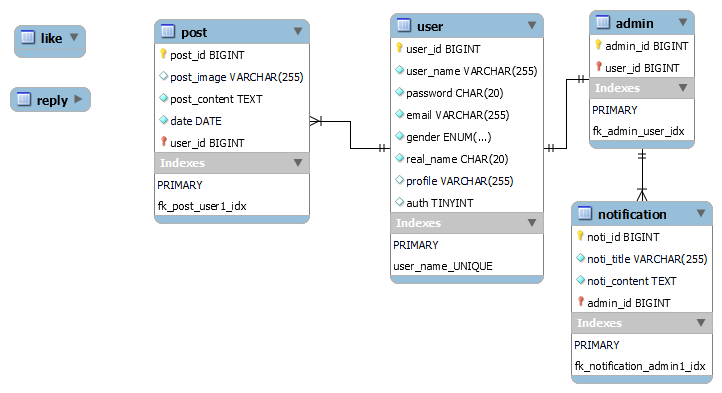 like
reply
post
post_id BIGINT
post_image VARCHAR(255)
post_content TEXT
date DATE
user_id BIGINT
Indexes
PRIMARY
fk_post_user1_idx
user
user_id BIGINT
user_name VARCHAR(255)
password CHAR(20)
email VARCHAR(255)
gender ENUM(...)
real_name CHAR(20)
profile VARCHAR(255)
auth TINYINT
Indexes
PRIMARY
user_name_UNIQUE
admin
admin_id BIGINT
user_id BIGINT
Indexes
PRIMARY
fk_admin_user_idx
notification
noti_id BIGINT
noti_title VARCHAR(255)
noti_content TEXT
admin_id BIGINT
Indexes
PRIMARY
fk_notification_admin1_idx